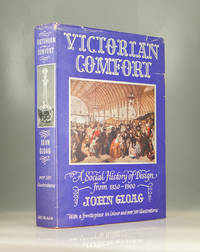 VICTORIAN
COMFORT
A Social History of Design
from 1830–1900
JOHN GLOAG
With a frontispiece in colour and over 300 illustrations
VICTORIAN
COMFORT
JOHN
GLOAG